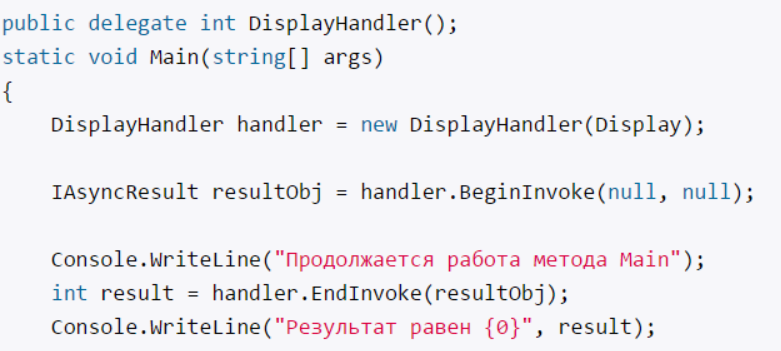 public delegate int DisplayHandler();
static void Main(string[] args)
{
    DisplayHandler handler = new DisplayHandler(Display);
    IAsyncResult resultObj = handler.BeginInvoke(null, null);
    Console.WriteLine("Продолжается работа метода Main");
    int result = handler.EndInvoke(resultObj);
    Console.WriteLine("Результат равен {0}", result);